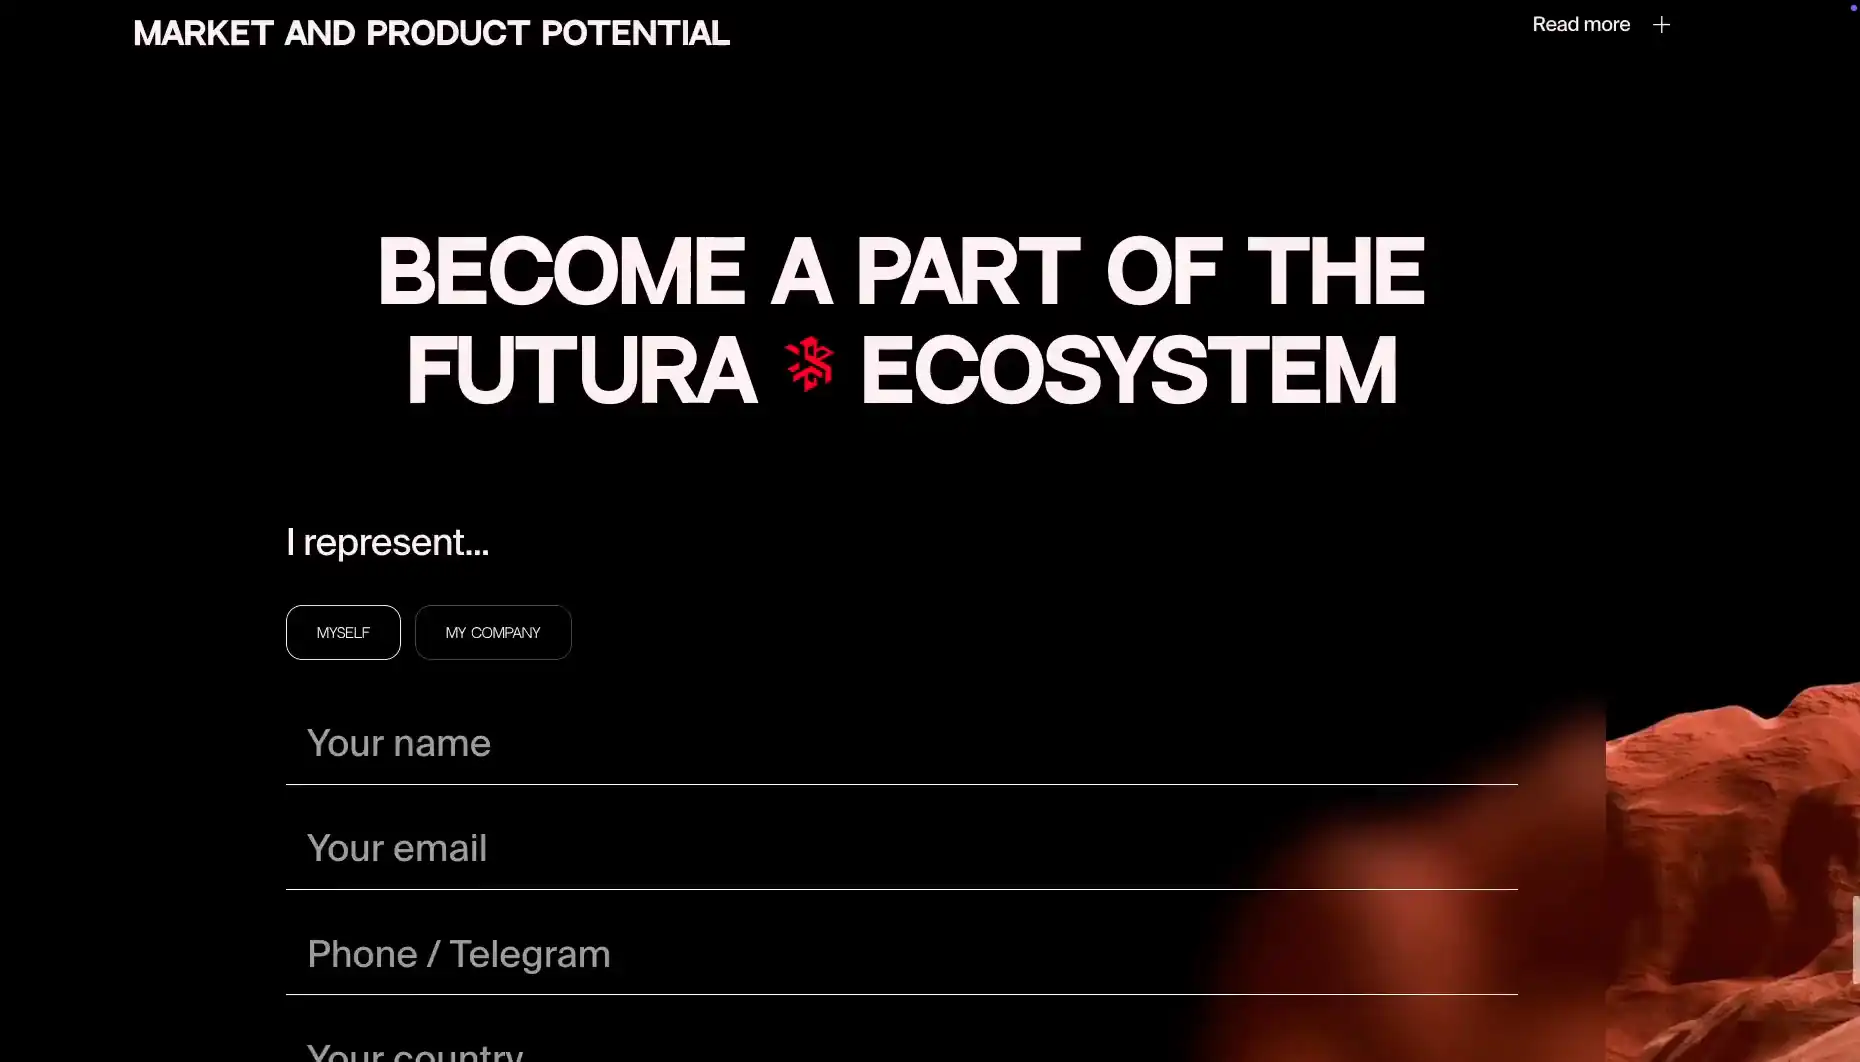 MARKET AND PRODUCT POTENTIAL
Read more
BECOME A PART OF THE
FUTURA ECOSYSTEM
I represent...
MYSELF
MY COMPANY
Your name
Your email
Phone / Telegram
Your country